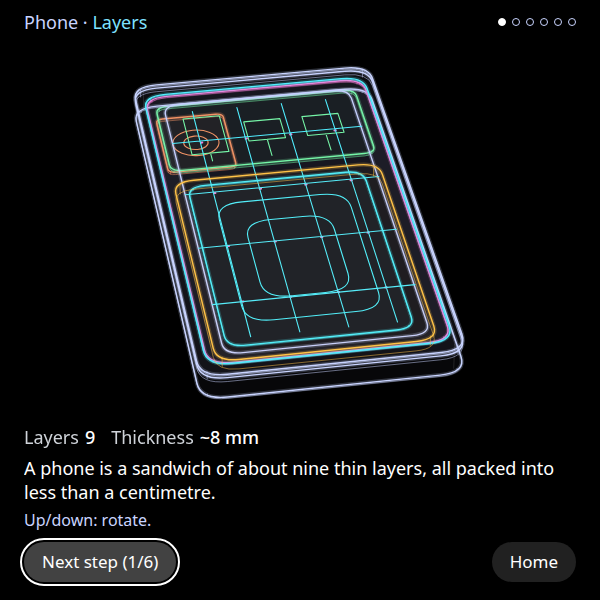 Phone · Layers
Layers 9 Thickness ~8 mm
A phone is a sandwich of about nine thin layers, all packed into
less than a centimetre.
Up/down: rotate.
Next step (1/6)
Home